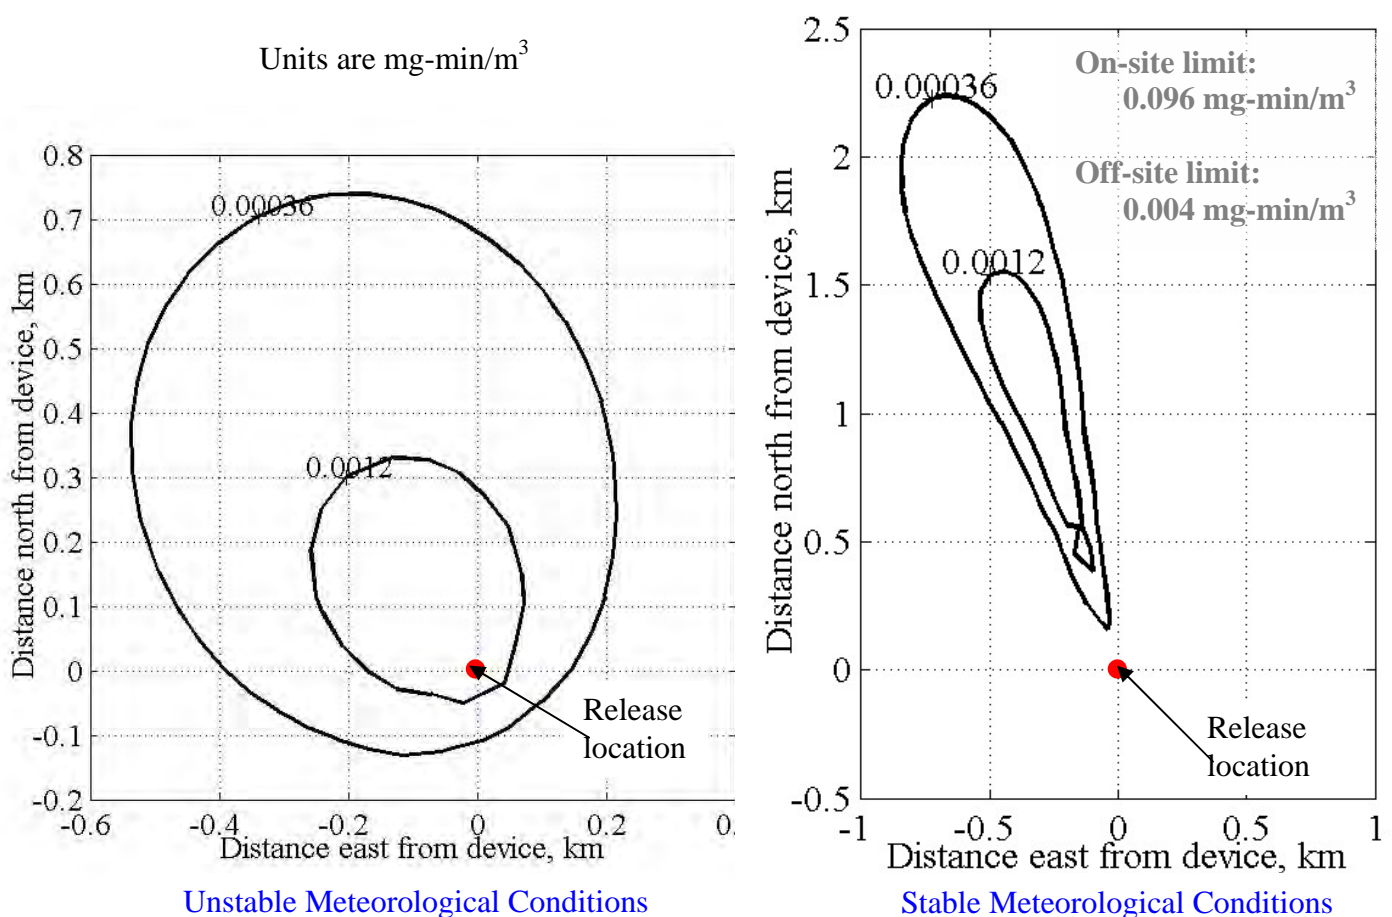 Units are mg-min/m³
0.8
0.7
0.6
0.5
0.4
0.3
0.2
0.1
0
-0.1
-0.2
-0.6
-0.4
-0.2
0
0.2
0.
Distance north from device, km
Distance east from device, km
0.00036
0.0012
Release
location
Unstable Meteorological Conditions
2.5
2
1.5
1
0.5
0
-0.5
-1
-0.5
0
0.5
1
Distance north from device, km
Distance east from device, km
0.00036
0.0012
On-site limit:
0.096 mg-min/m³
Off-site limit:
0.004 mg-min/m³
Release
location
Stable Meteorological Conditions